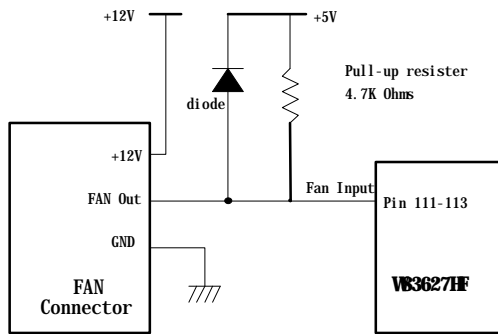 +12V
+5V
Pull-up resister
4.7K Ohms
diode
+12V
FAN Out
Fan Input
Pin 111-113
GND
W83627HF
FAN
Connector